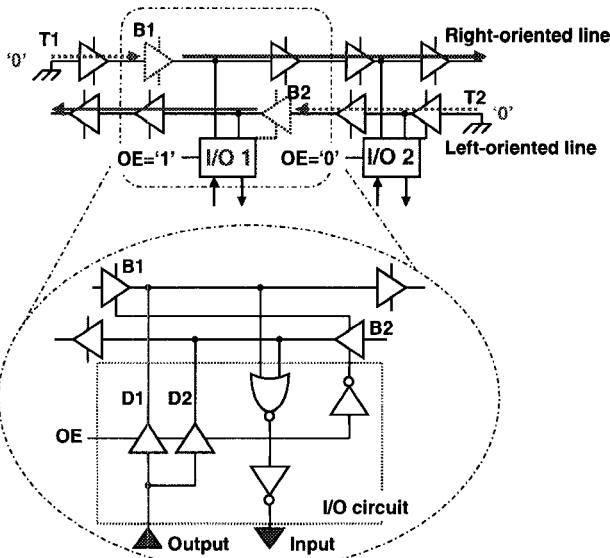 T1
B1
Right-oriented line
'0'
B2
T2
'0'
OE='1'
I/O 1
OE='0'
I/O 2
Left-oriented line
B1
B2
D1
D2
OE
I/O circuit
Output
Input